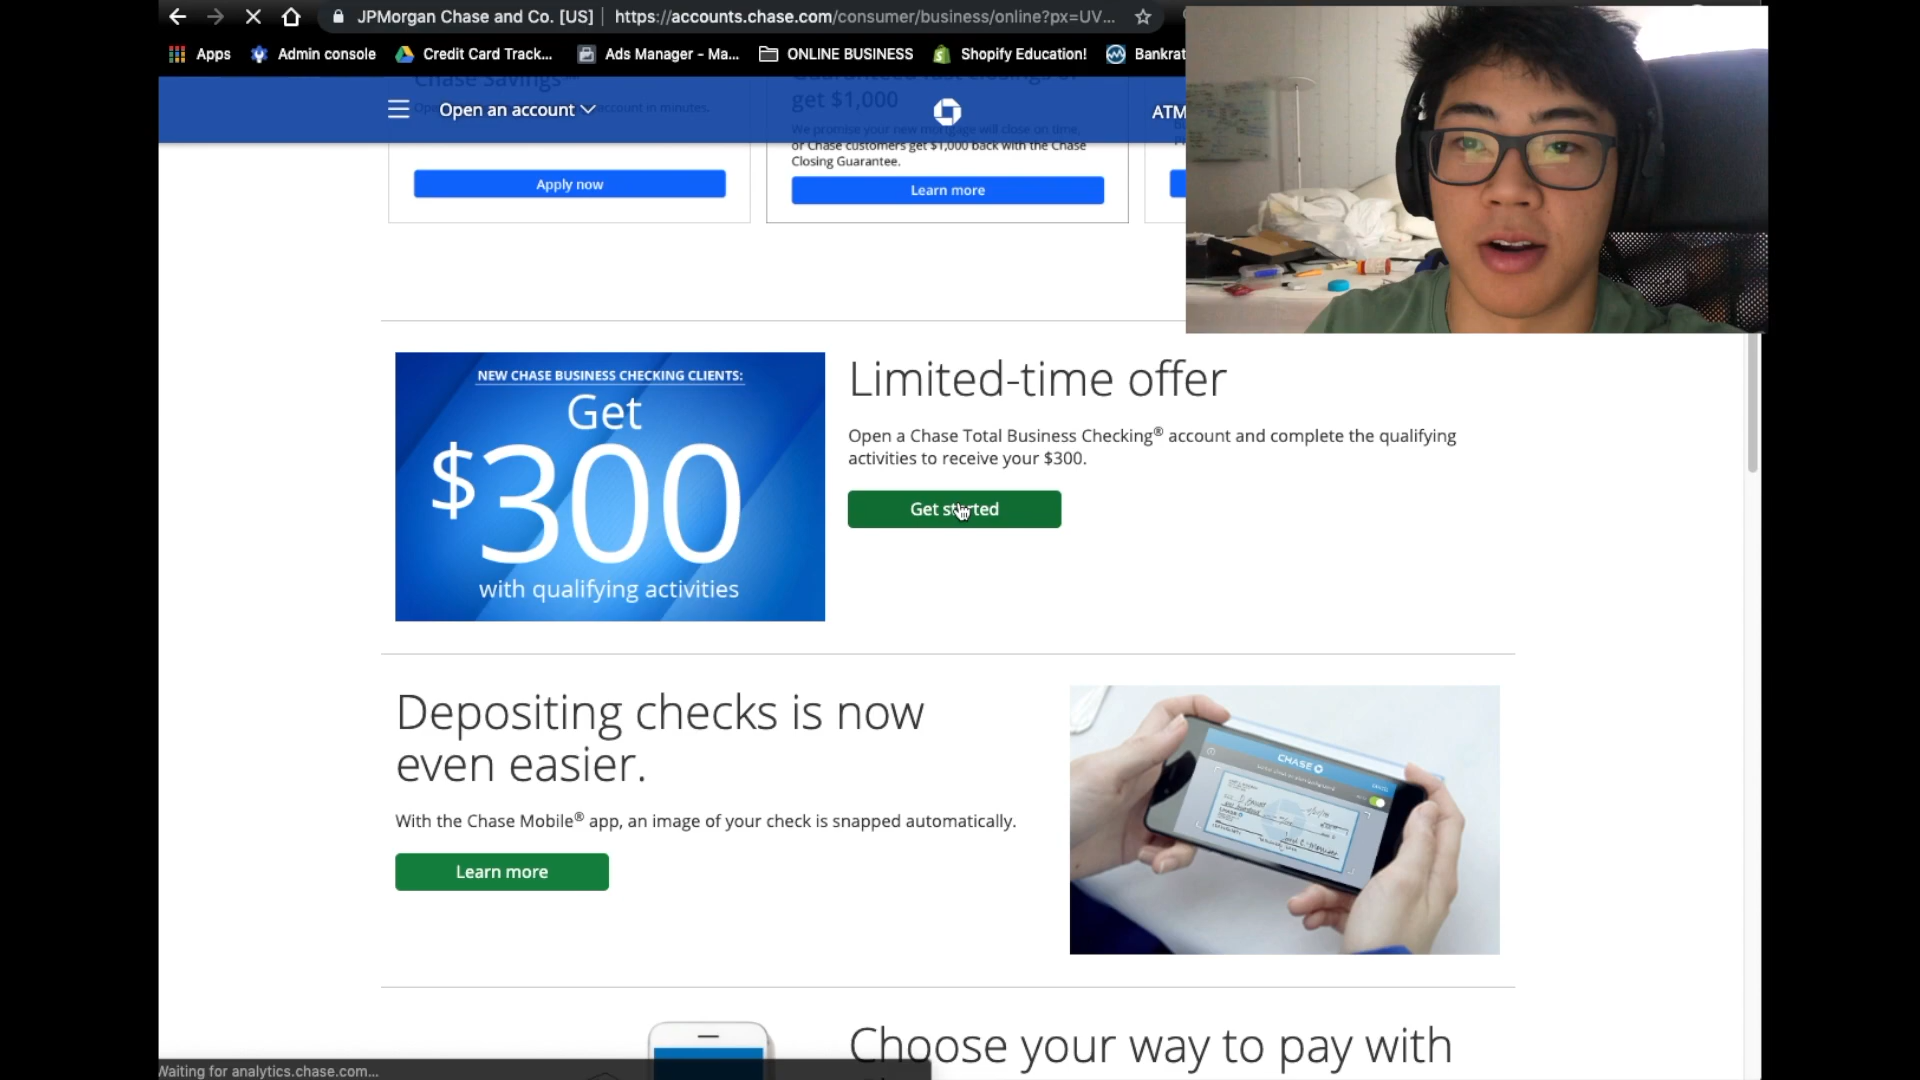 JPMorgan Chase and Co. [US] | https://accounts.chase.com/consumer/business/online?px=UV...
Apps Admin console Credit Card Track... Ads Manager - Ma... ONLINE BUSINESS Shopify Education! Bankrat
Chase Savings℠
get $1,000
Open an account
ATM
account in minutes.
We promise your new mortgage will close on time,
or Chase customers get $1,000 back with the Chase
Closing Guarantee.
Apply now
Learn more
NEW CHASE BUSINESS CHECKING CLIENTS:
Get
$300
with qualifying activities
Limited-time offer
Open a Chase Total Business Checking® account and complete the qualifying
activities to receive your $300.
Get started
Depositing checks is now
even easier.
With the Chase Mobile® app, an image of your check is snapped automatically.
Learn more
CHASE
Choose your way to pay with
Waiting for analytics.chase.com...